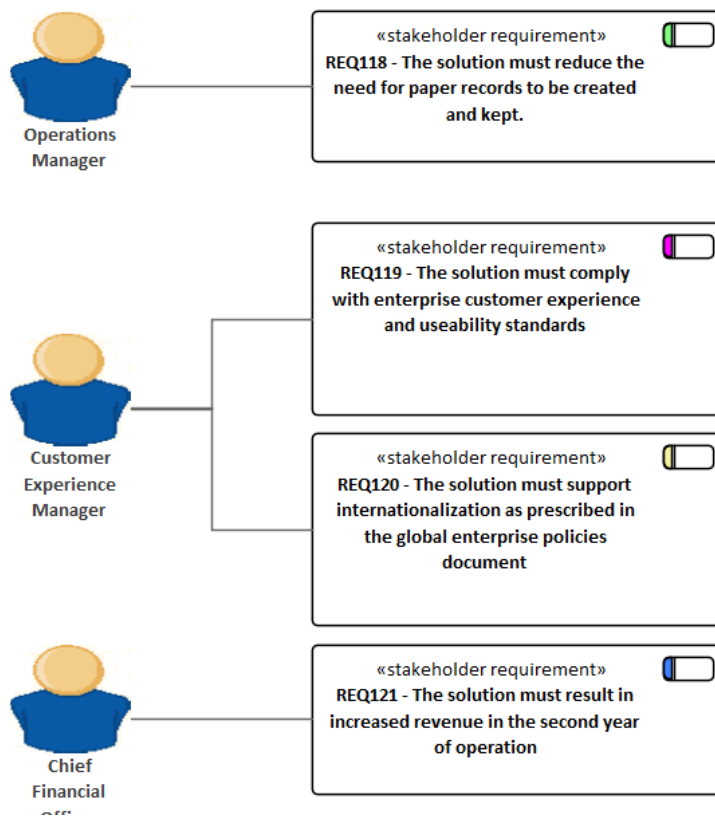 «stakeholder requirement»
REQ118 - The solution must reduce the
need for paper records to be created
and kept.
Operations
Manager
«stakeholder requirement»
REQ119 - The solution must comply
with enterprise customer experience
and useability standards
Customer
Experience
Manager
«stakeholder requirement»
REQ120 - The solution must support
internationalization as prescribed in
the global enterprise policies
document
«stakeholder requirement»
REQ121 - The solution must result in
increased revenue in the second year
of operation
Chief
Financial